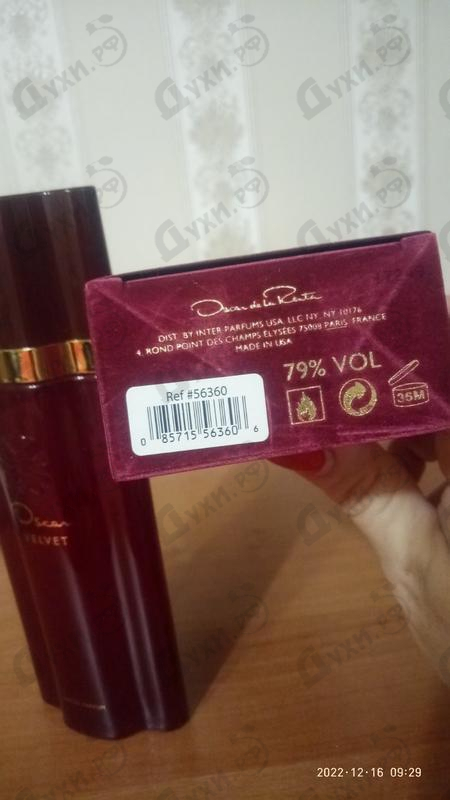 Oscar de la Renta
DIST. BY INTER PARFUMS USA, LLC NY, NY 10176
4, ROND POINT DES CHAMPS ÉLYSÉES 75008 PARIS FRANCE
MADE IN USA
79% VOL
Ref #56360
0 85715 56360 6
36M
Oscar
VELVET
2022·12·16 09:29
Духи.рф